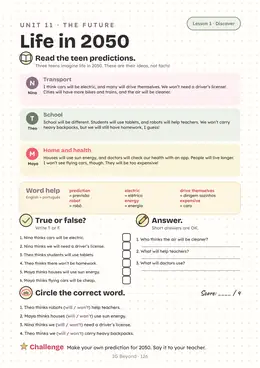 UNIT 11 · THE FUTURE
Lesson 1 · Discover
Life in 2050
Read the teen predictions.
Three teens imagine life in 2050. These are their ideas, not facts!
N
Nina
Transport
I think cars will be electric, and many will drive themselves. We won't need a driver's license!
Cities will have more bikes and trains, and the air will be cleaner.
T
Theo
School
School will be different. Students will use tablets, and robots will help teachers. We won't carry
heavy backpacks, but we will still have homework, I guess!
M
Maya
Home and health
Houses will use sun energy, and doctors will check our health with an app. People will live longer.
I won't see flying cars, though. They will be too expensive!
Word help
English • português
prediction
= previsão
robot
= robô
electric
= elétrico
energy
= energia
drive themselves
= dirigem sozinhos
expensive
= caro
True or false?
Write T or F.
1. Nina thinks cars will be electric.
2. Nina thinks we will need a driver's license.
3. Theo thinks students will use tablets.
4. Theo thinks there won't be homework.
5. Maya thinks houses will use sun energy.
6. Maya thinks flying cars will be cheap.
Answer.
Short answers are OK.
1. Who thinks the air will be cleaner?
2. What will help teachers?
3. What will doctors use?
Circle the correct word.
Score: ____ / 9
1. Theo thinks robots (will / won't) help teachers.
2. Maya thinks houses (will / won't) use sun energy.
3. Nina thinks we (will / won't) need a driver's license.
4. Theo thinks we (will / won't) carry heavy backpacks.
Challenge Make your own prediction for 2050. Say it to your teacher.